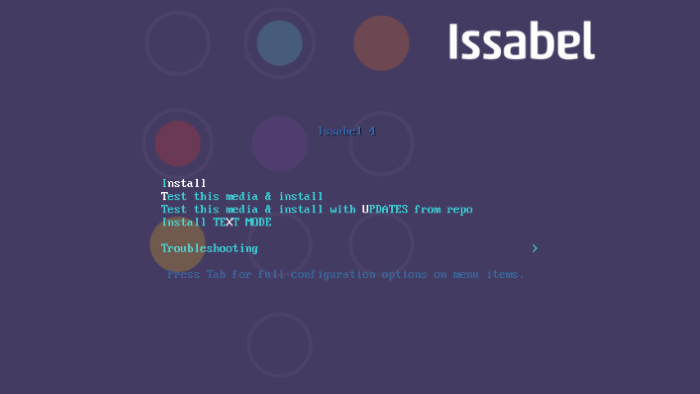 Issabel
Issabel 4
Install
Test this media & install
Test this media & install with UPDATES from repo
Install TEXT MODE
Troubleshooting >
Press Tab for full configuration options on menu items.